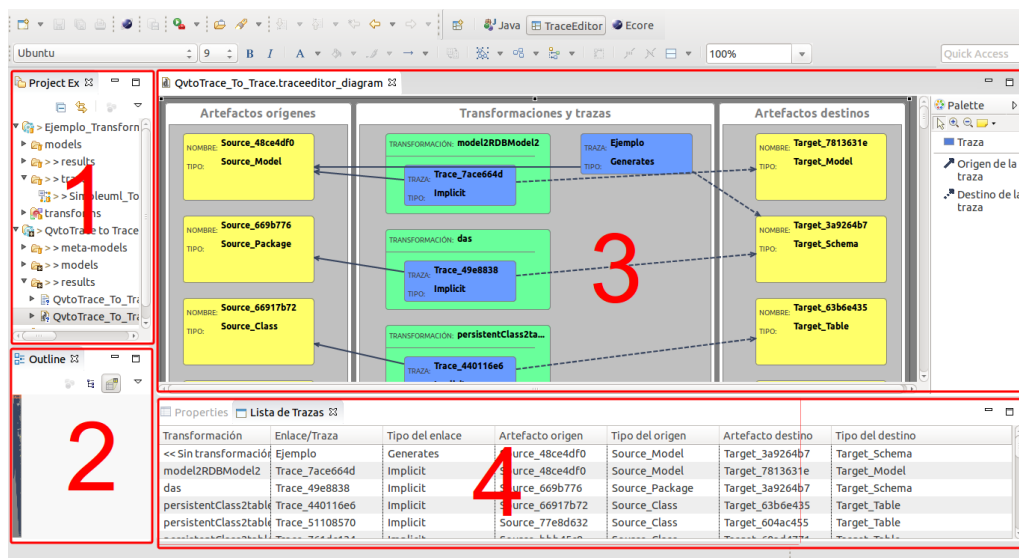 Java TraceEditor Ecore
Ubuntu 9 B I A 100% Quick Access
Project Ex
> Ejemplo_Transforn
models
> > results
> > tra
> > Simpleuml_To
transforms
> QvtoTrace to Trace
> > meta-models
> > models
> > results
QvtoTrace_To_Tra
QvtoTrace_To_Tra
1
Outline
2
QvtoTrace_To_Trace.traceeditor_diagram
Artefactos origenes
NOMBRE: Source_48ce4df0
TIPO: Source_Model
NOMBRE: Source_669b776
TIPO: Source_Package
NOMBRE: Source_66917b72
TIPO: Source_Class
Transformaciones y trazas
TRANSFORMACIÓN: model2RDBModel2
TRAZA: Trace_7ace664d
TIPO: Implicit
TRAZA: Ejemplo
TIPO: Generates
TRANSFORMACIÓN: das
TRAZA: Trace_49e8838
TIPO: Implicit
TRANSFORMACIÓN: persistentClass2ta...
TRAZA: Trace_440116e6
3
Artefactos destinos
NOMBRE: Target_7813631e
TIPO: Target_Model
NOMBRE: Target_3a9264b7
TIPO: Target_Schema
NOMBRE: Target_63b6e435
TIPO: Target_Table
Palette
Traza
Origen de la
traza
Destino de la
traza
Properties Lista de Trazas
Transformación Enlace/Traza Tipo del enlace Artefacto origen Tipo del origen Artefacto destino Tipo del destino
<< Sin transformación Ejemplo Generates Source_48ce4df0 Source_Model Target_3a9264b7 Target_Schema
model2RDBModel2 Trace_7ace664d Implicit Source_48ce4df0 Source_Model Target_7813631e Target_Model
das Trace_49e8838 Implicit Source_669b776 Source_Package Target_3a9264b7 Target_Schema
persistentClass2table Trace_440116e6 Implicit Source_66917b72 Source_Class Target_63b6e435 Target_Table
persistentClass2table Trace_51108570 Implicit Source_77e8d632 Source_Class Target_604ac455 Target_Table
4